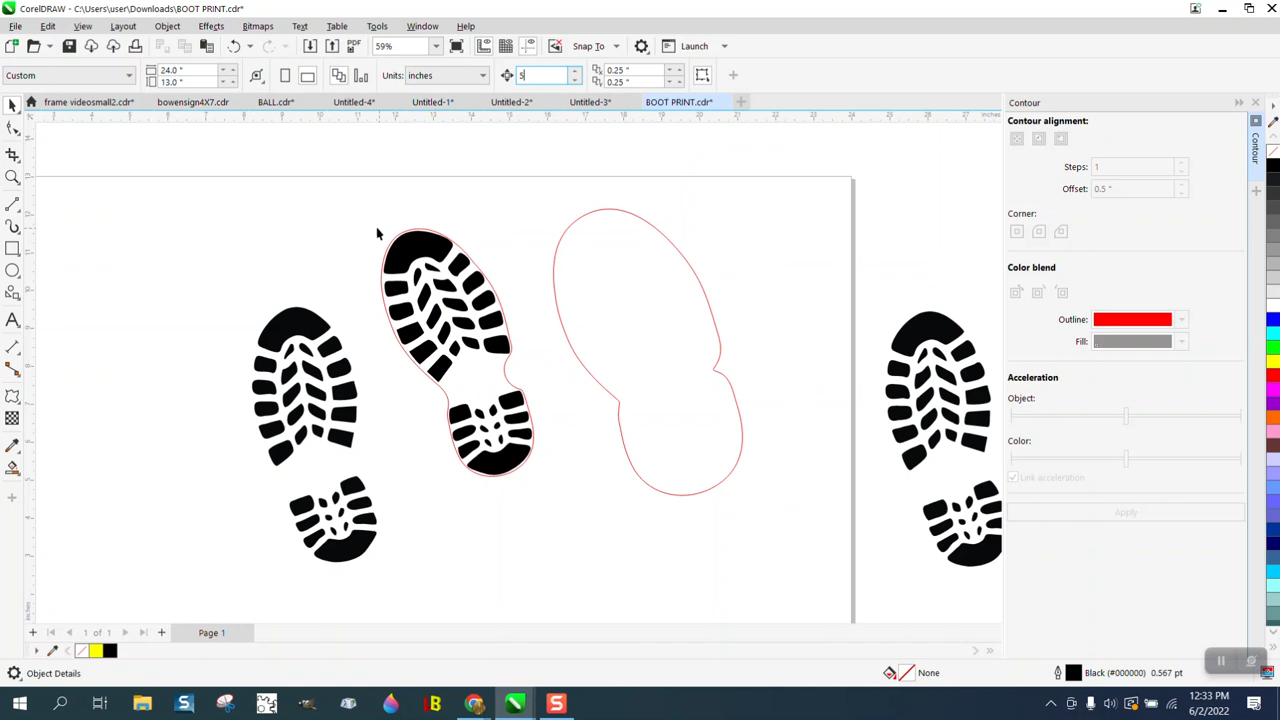 CorelDRAW - C:\Users\user\Downloads\BOOT PRINT.cdr*
File Edit View Layout Object Effects Bitmaps Text Table Tools Window Help
59% Snap To Launch
Custom 24.0 " 13.0 " Units: inches 5 0.25 " 0.25 "
frame videosmall2.cdr* bowensign4X7.cdr BALL.cdr* Untitled-4* Untitled-1* Untitled-2* Untitled-3* BOOT PRINT.cdr*
Contour
Contour alignment:
Steps: 1
Offset: 0.5 "
Corner:
Color blend
Outline:
Fill:
Acceleration
Object:
Color:
Link acceleration
Apply
Contour
1 of 1 Page 1
Object Details None Black (#000000) 0.567 pt
12:33 PM
6/2/2022